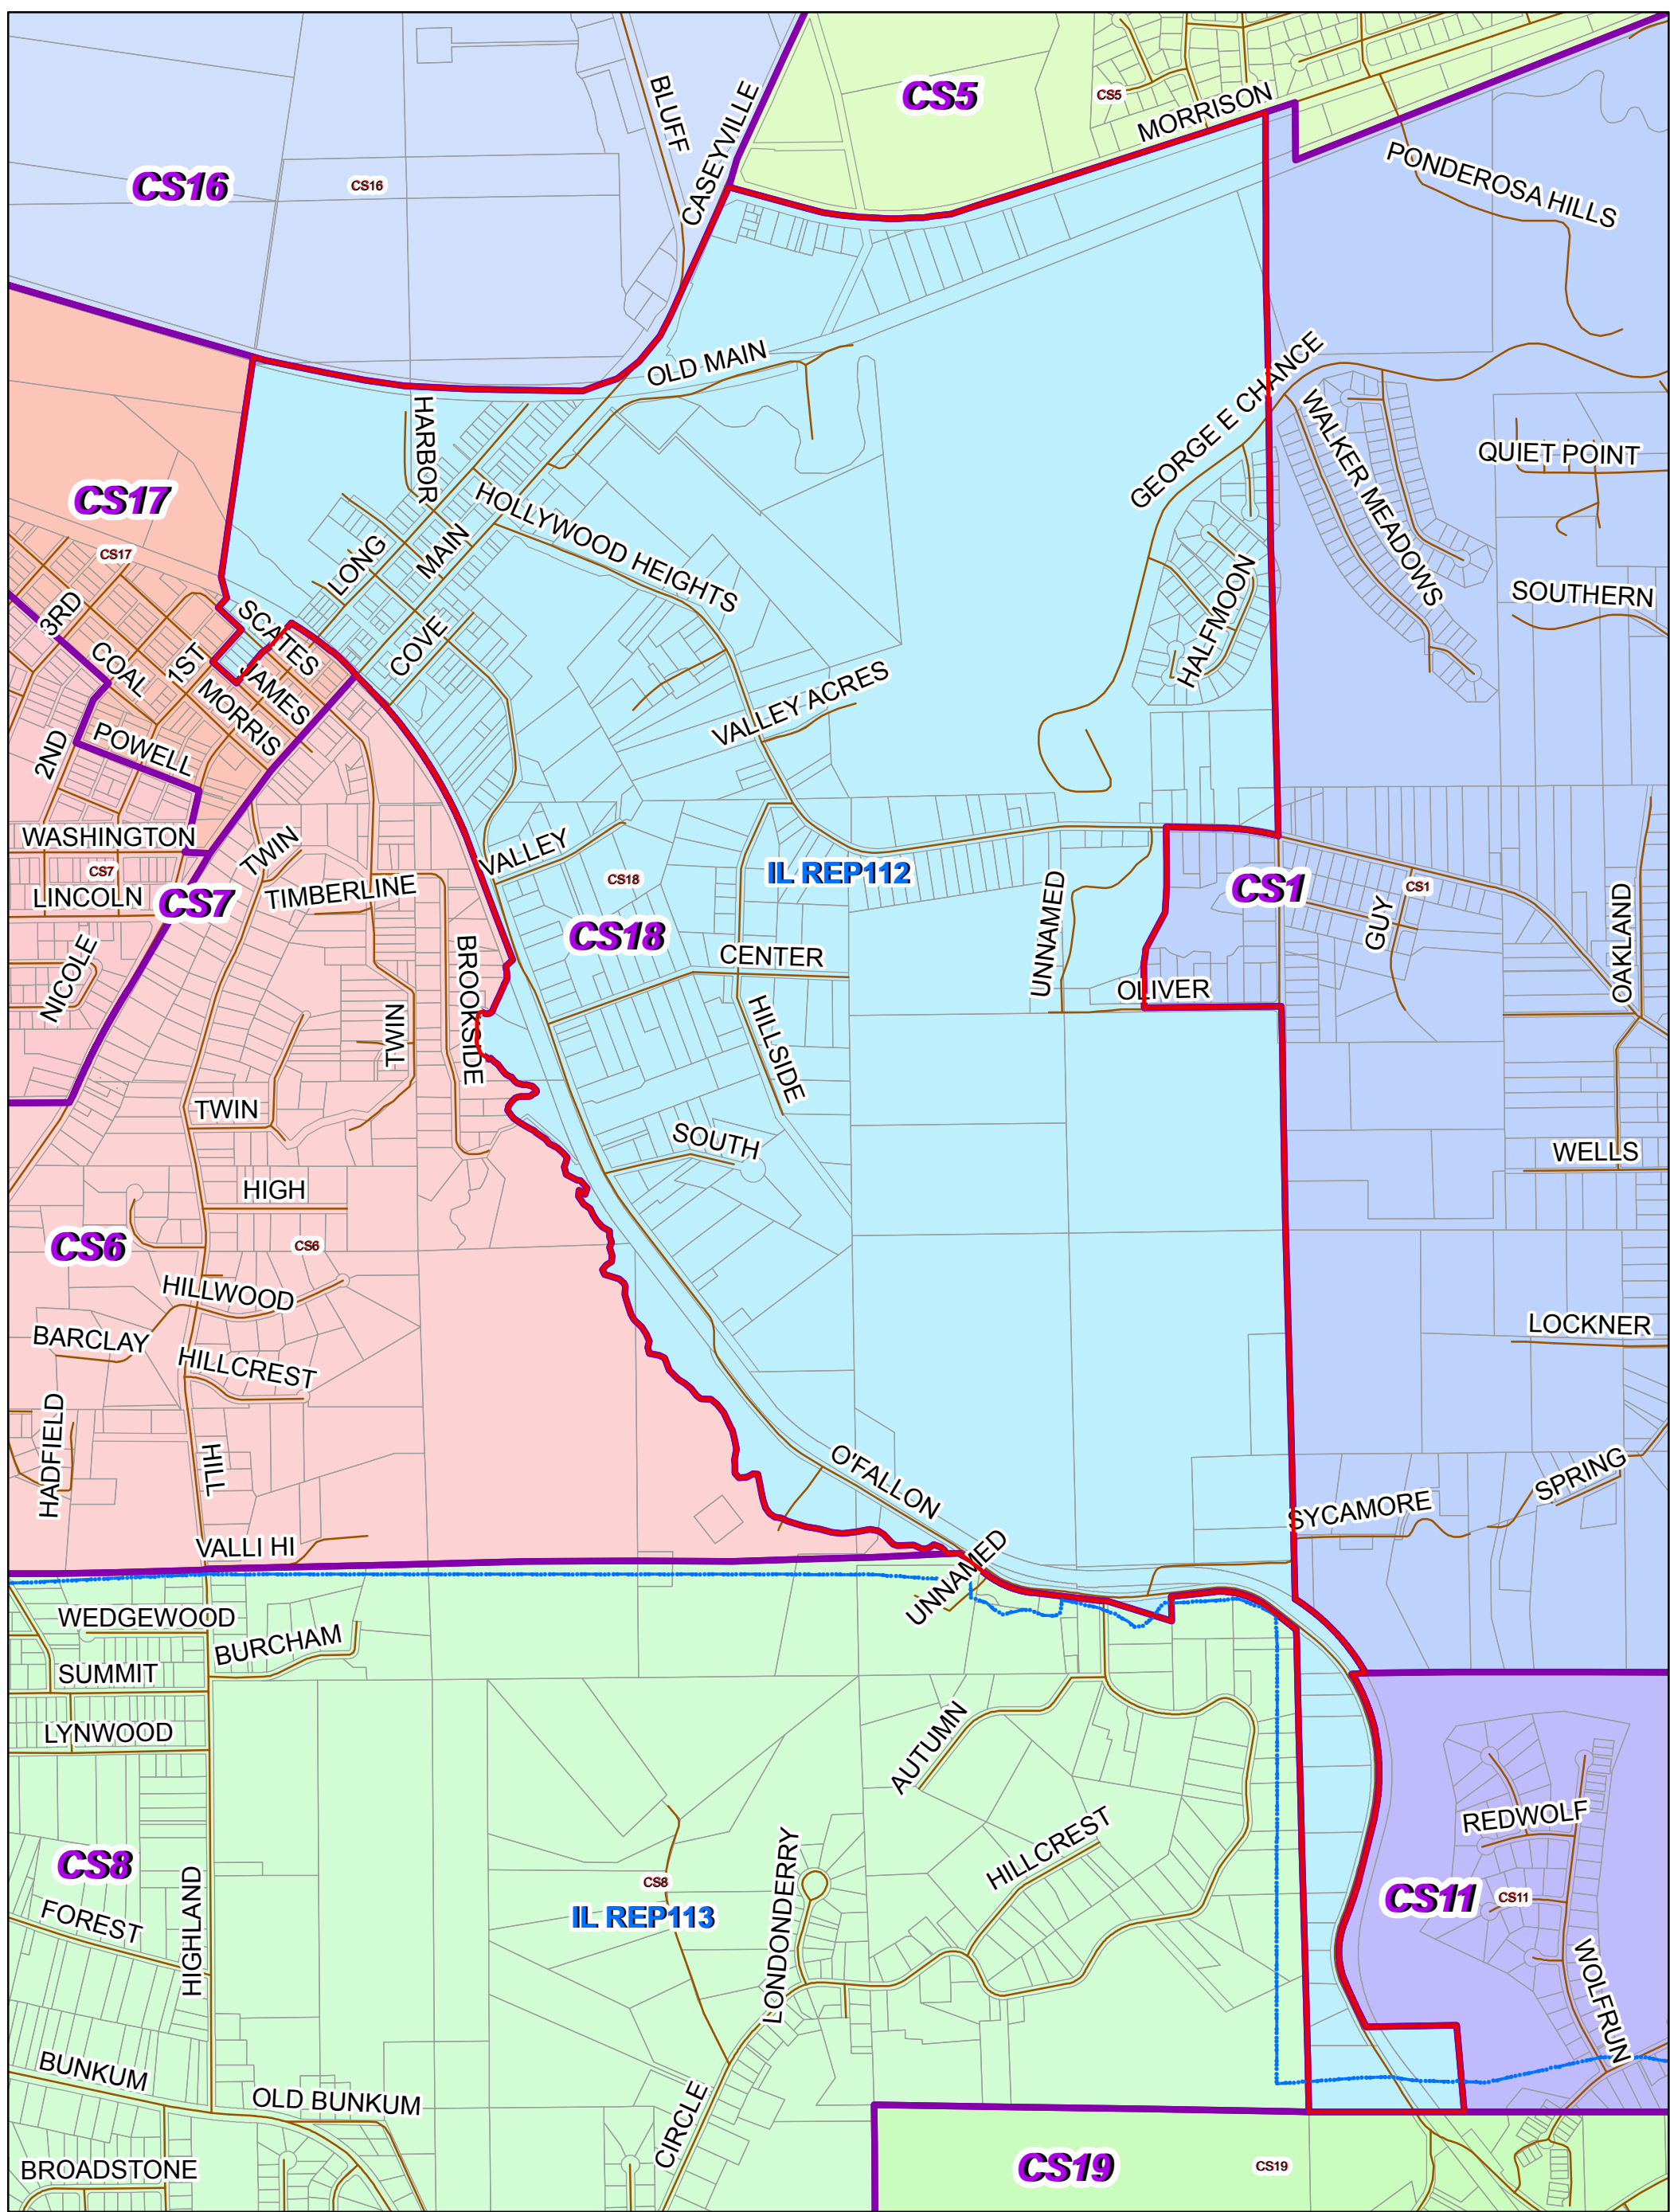 CS5
CS5
MORRISON
BLUFF
CASEYVILLE
PONDEROSA HILLS
CS16
CS16
OLD MAIN
GEORGE E CHANCE
WALKER MEADOWS
QUIET POINT
HARBOR
CS17
CS17
HOLLYWOOD HEIGHTS
LONG
MAIN
HALFMOON
SOUTHERN
3RD
SCATES
COAL
1ST
JAMES
MORRIS
COVE
VALLEY ACRES
2ND
POWELL
WASHINGTON
TWIN
VALLEY
CS7
LINCOLN
CS7
TIMBERLINE
CS18
IL REP112
CS1
CS1
GUY
OAKLAND
CS18
UNNAMED
NICOLE
BROOKSIDE
CENTER
OLIVER
TWIN
HILLSIDE
TWIN
SOUTH
WELLS
HIGH
CS6
CS6
HILLWOOD
BARCLAY
LOCKNER
HILLCREST
HADFIELD
HILL
O'FALLON
SPRING
SYCAMORE
VALLI HI
UNNAMED
WEDGEWOOD
BURCHAM
SUMMIT
LYNWOOD
AUTUMN
REDWOLF
CS8
HILLCREST
CS8
LONDONDERRY
CS11
CS11
IL REP113
FOREST
HIGHLAND
WOLFRUN
BUNKUM
OLD BUNKUM
CIRCLE
BROADSTONE
CS19
CS19